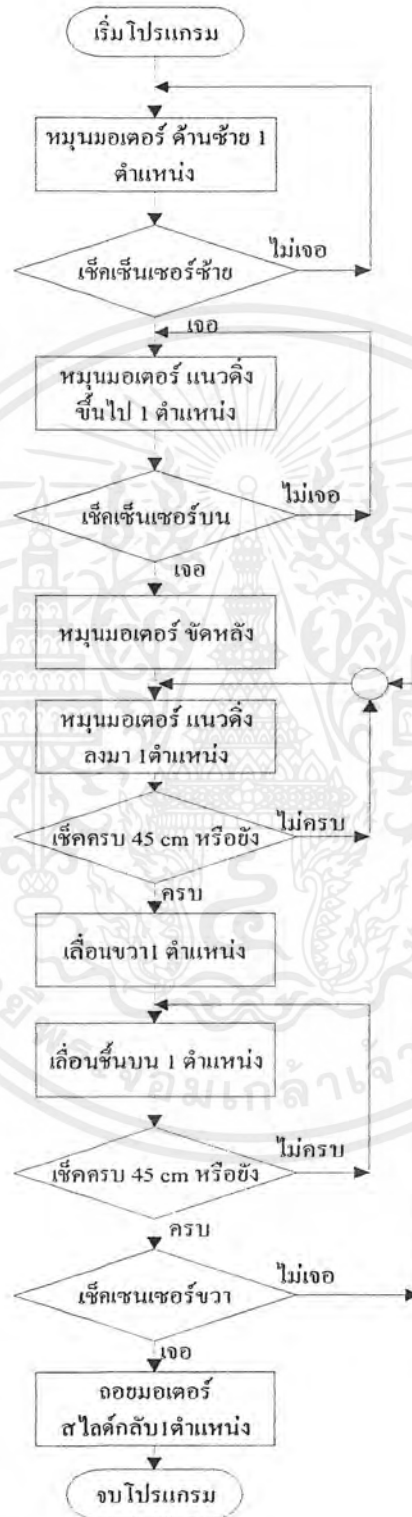 เริ่มโปรแกรม
หมุนมอเตอร์ ด้านซ้าย 1
ตำแหน่ง
เช็คเซ็นเซอร์ซ้าย
ไม่เจอ
เจอ
หมุนมอเตอร์ แนวดิ่ง
ขึ้นไป 1 ตำแหน่ง
เช็คเซ็นเซอร์บน
ไม่เจอ
เจอ
หมุนมอเตอร์ ขัดหลัง
หมุนมอเตอร์ แนวดิ่ง
ลงมา 1ตำแหน่ง
เช็คครบ 45 cm หรือยัง
ไม่ครบ
ครบ
เลื่อนขวา1 ตำแหน่ง
เลื่อนขึ้นบน 1 ตำแหน่ง
เช็คครบ 45 cm หรือยัง
ไม่ครบ
ครบ
เช็คเซนเซอร์ขวา
ไม่เจอ
เจอ
ถอยมอเตอร์
สไลด์กลับ1ตำแหน่ง
จบโปรแกรม